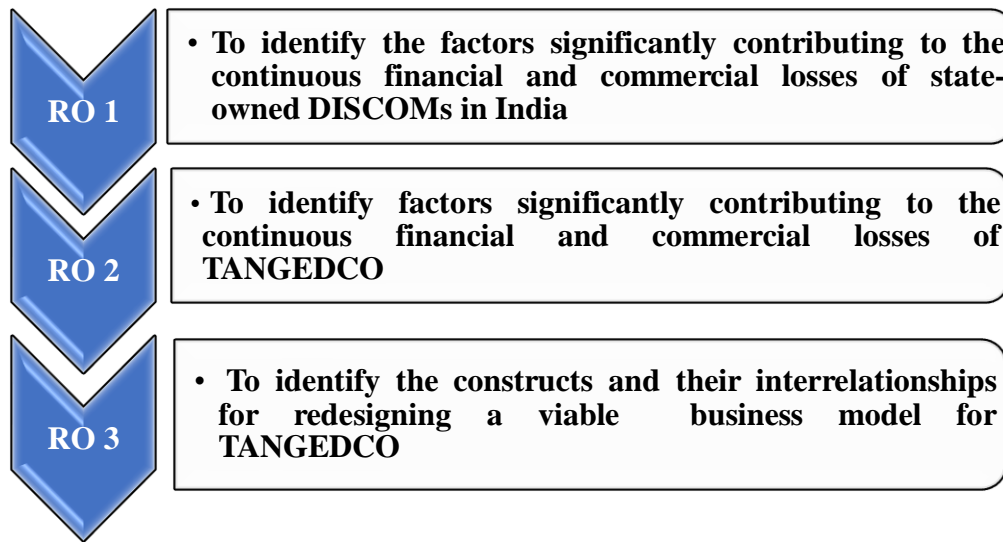 RO 1
• To identify the factors significantly contributing to the
continuous financial and commercial losses of state-
owned DISCOMs in India
RO 2
• To identify factors significantly contributing to the
continuous financial and commercial losses of
TANGEDCO
RO 3
• To identify the constructs and their interrelationships
for redesigning a viable business model for
TANGEDCO